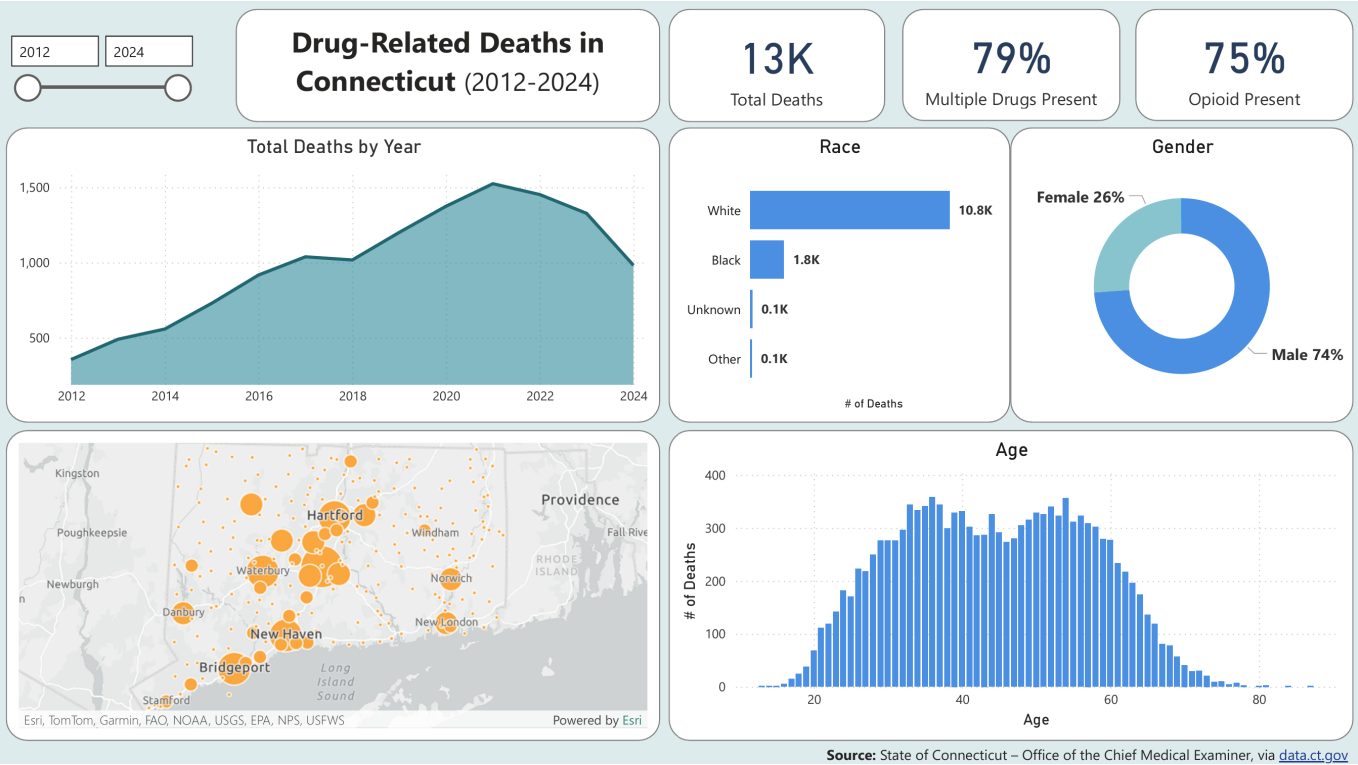 2012
2024
Drug-Related Deaths in
Connecticut (2012-2024)
13K
Total Deaths
79%
Multiple Drugs Present
75%
Opioid Present
Total Deaths by Year
1,500
1,000
500
2012 2014 2016 2018 2020 2022 2024
Race
White 10.8K
Black 1.8K
Unknown 0.1K
Other 0.1K
# of Deaths
Gender
Female 26%
Male 74%
Kingston
Poughkeepsie
Newburgh
n
Hartford
Providence
Windham
Fall Rive
RHODE
ISLAND
Waterbury
Norwich
Danbury
New London
New Haven
Bridgeport
Long
Island
Sound
Stamford
Esri, TomTom, Garmin, FAO, NOAA, USGS, EPA, NPS, USFWS
Powered by Esri
Age
400
300
200
100
0
20 40 60 80
# of Deaths
Age
Source: State of Connecticut – Office of the Chief Medical Examiner, via data.ct.gov